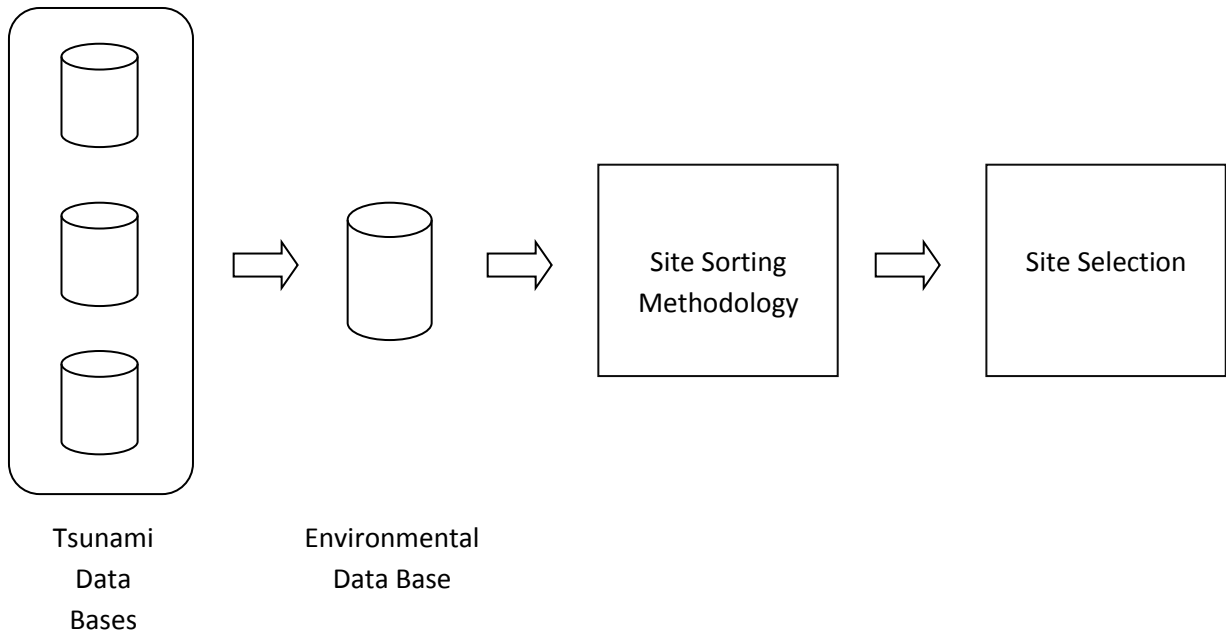 Site Sorting
Methodology
Site Selection
Tsunami
Data
Bases
Environmental
Data Base